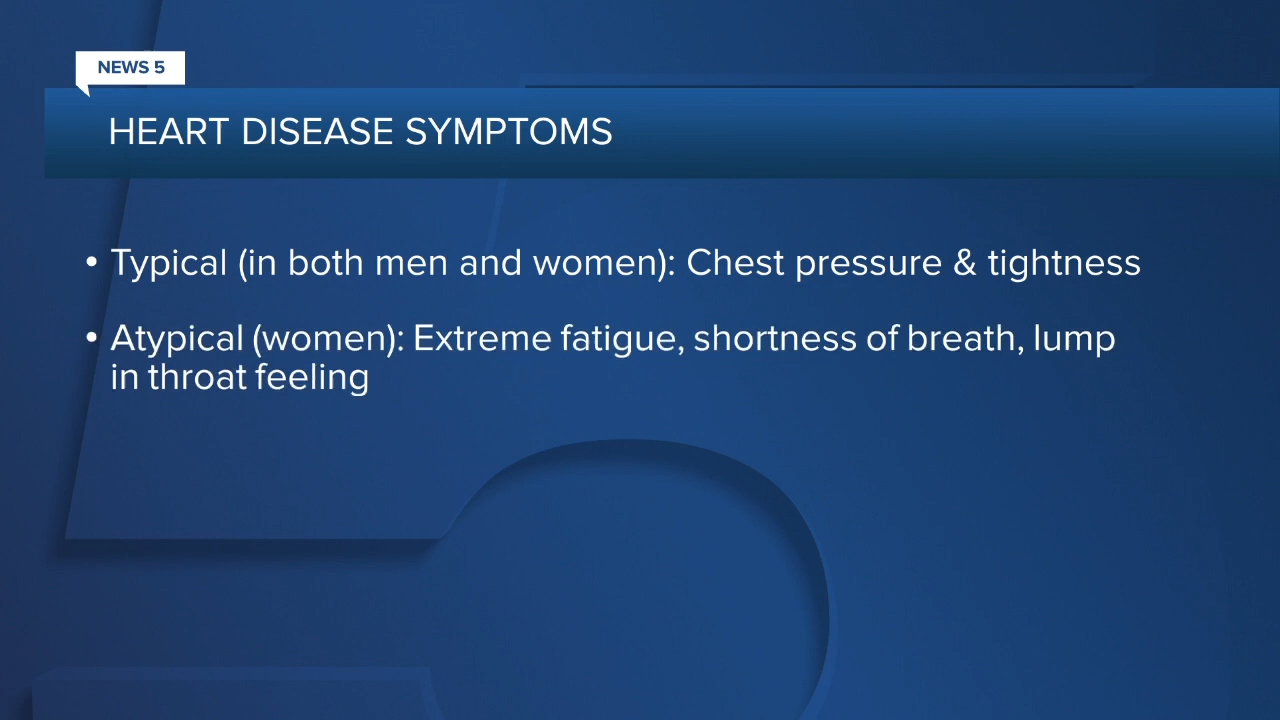 NEWS 5
HEART DISEASE SYMPTOMS
• Typical (in both men and women): Chest pressure & tightness
• Atypical (women): Extreme fatigue, shortness of breath, lump
in throat feeling